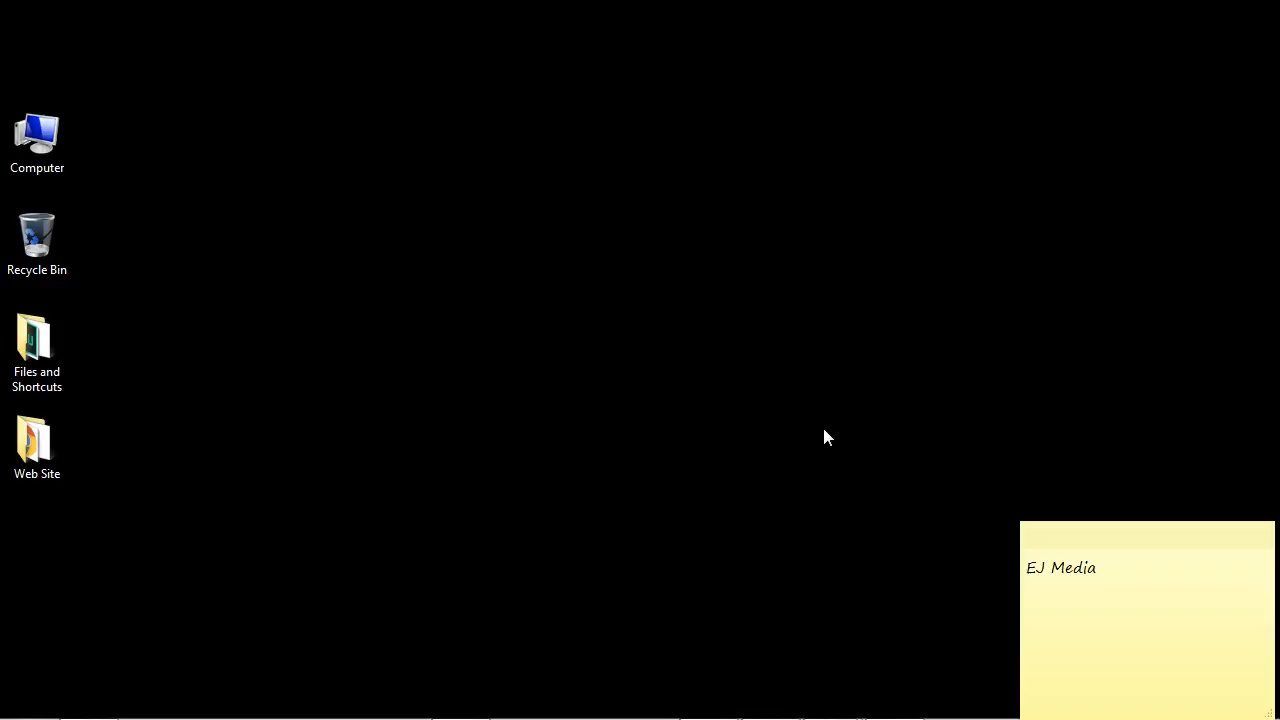 Computer
Recycle Bin
Files and
Shortcuts
Web Site
EJ Media